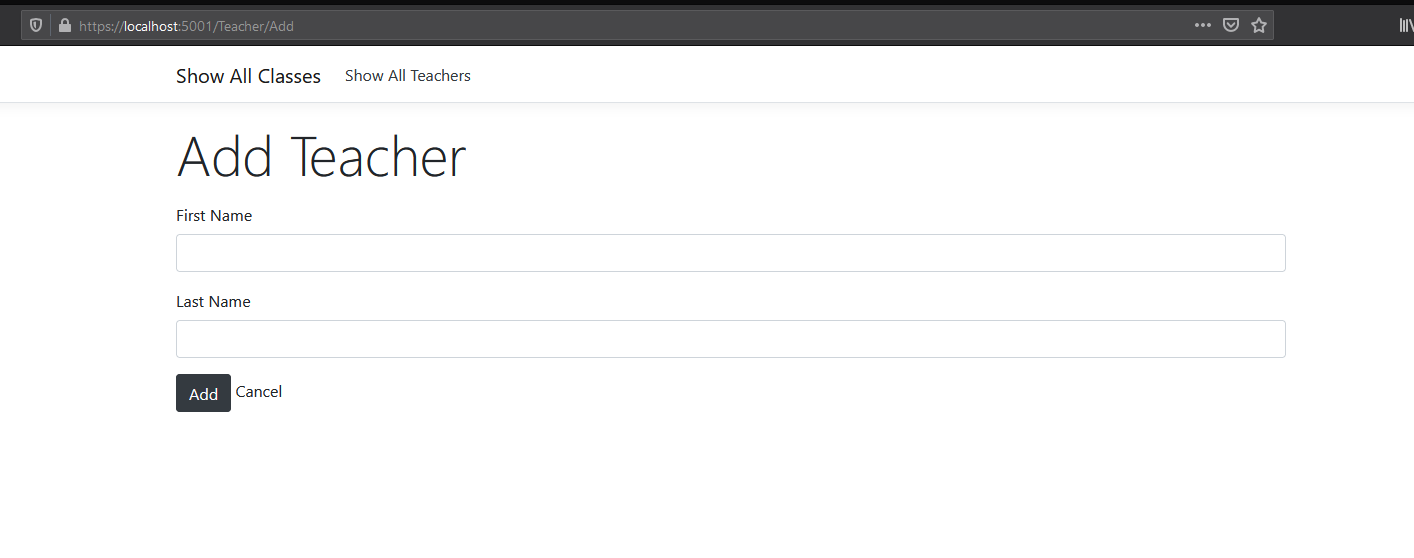 https://localhost:5001/Teacher/Add
Show All Classes Show All Teachers
Add Teacher
First Name
Last Name
Add Cancel